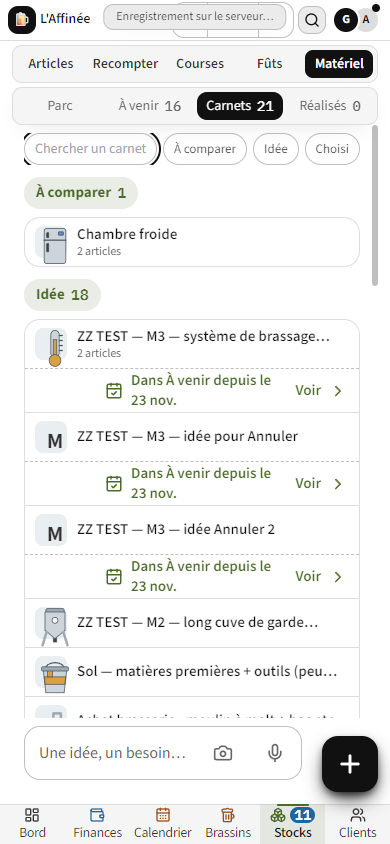 L'Affinée
Enregistrement sur le serveur…
G
A
Articles
Recompter
Courses
Fûts
Matériel
Parc
À venir 16
Carnets 21
Réalisés 0
Chercher un carnet
À comparer
Idée
Choisi
À comparer 1
Chambre froide
2 articles
Idée 18
ZZ TEST — M3 — système de brassage…
2 articles
Dans À venir depuis le
23 nov.
Voir
M
ZZ TEST — M3 — idée pour Annuler
Dans À venir depuis le
23 nov.
Voir
M
ZZ TEST — M3 — idée Annuler 2
Dans À venir depuis le
23 nov.
Voir
ZZ TEST — M2 — long cuve de garde…
Sol — matières premières + outils (peu…
Une idée, un besoin…
Bord
Finances
Calendrier
Brassins
11
Stocks
Clients